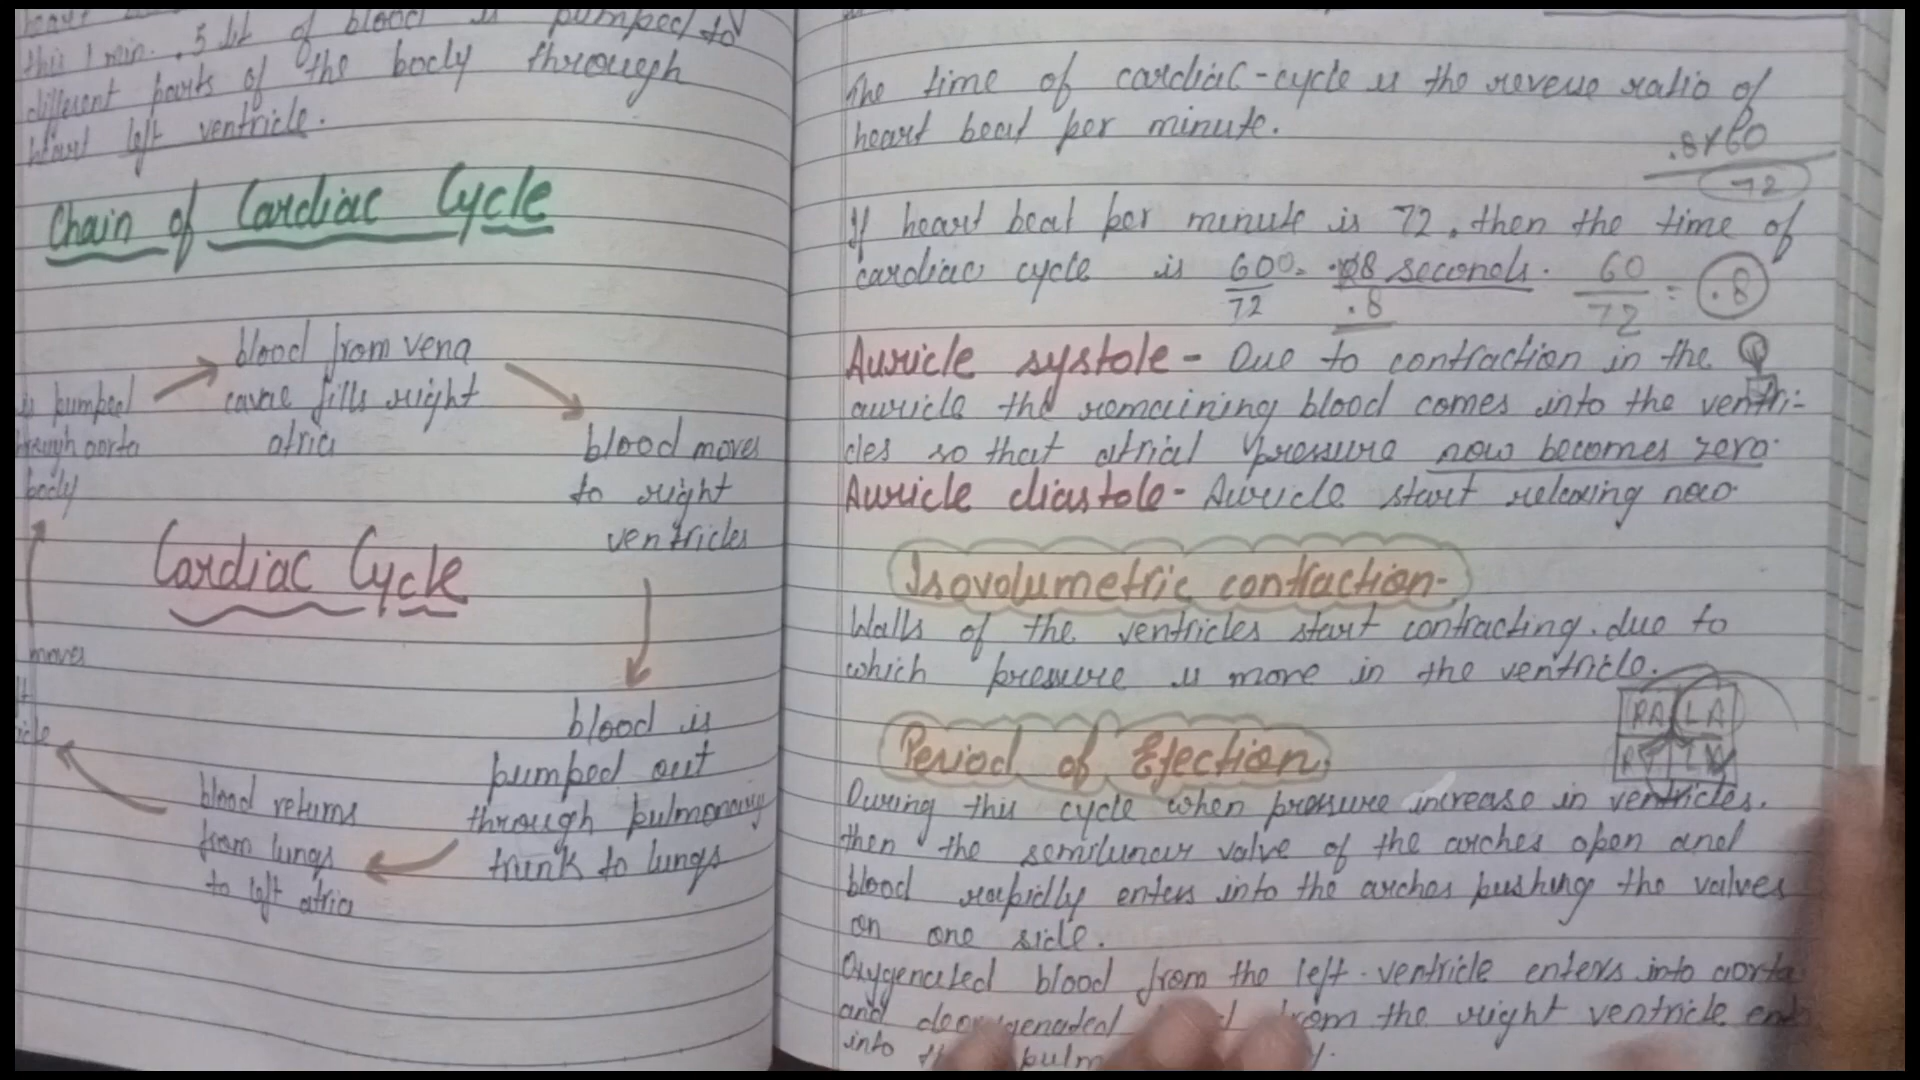 this 1 min. .5 lit of blood is pumped to
different parts of the body through
heart left ventricle.
Chain of Cardiac Cycle
blood from vena
cavae fills right
atria
blood moves
to right
ventricles
blood is
pumped out
through pulmonary
trunk to lungs
blood returns
from lungs
to left atria
moves
is pumped
through aorta
body
Cardiac Cycle
The time of cardiac-cycle is the reverse ratio of
heart beat per minute.
.8x60
72
If heart beat per minute is 72. then the time of
cardiac cycle is 600 8 seconds. 60
72 .8 72 = .8
Auricle systole - Due to contraction in the
auricle the remaining blood comes into the ventri-
cles so that atrial pressure now becomes zero.
Auricle diastole - Auricle start relaxing now.
Isovolumetric contraction-
Walls of the ventricles start contracting. due to
which pressure is more in the ventricle.
RA LA
Period of Ejection
During this cycle when pressure increase in ventricles.
then the semilunar valve of the arches open and
blood rapidly enters into the arches pushing the valves
on one side.
Oxygenated blood from the left ventricle enters into aorta
and from the right ventricle
into